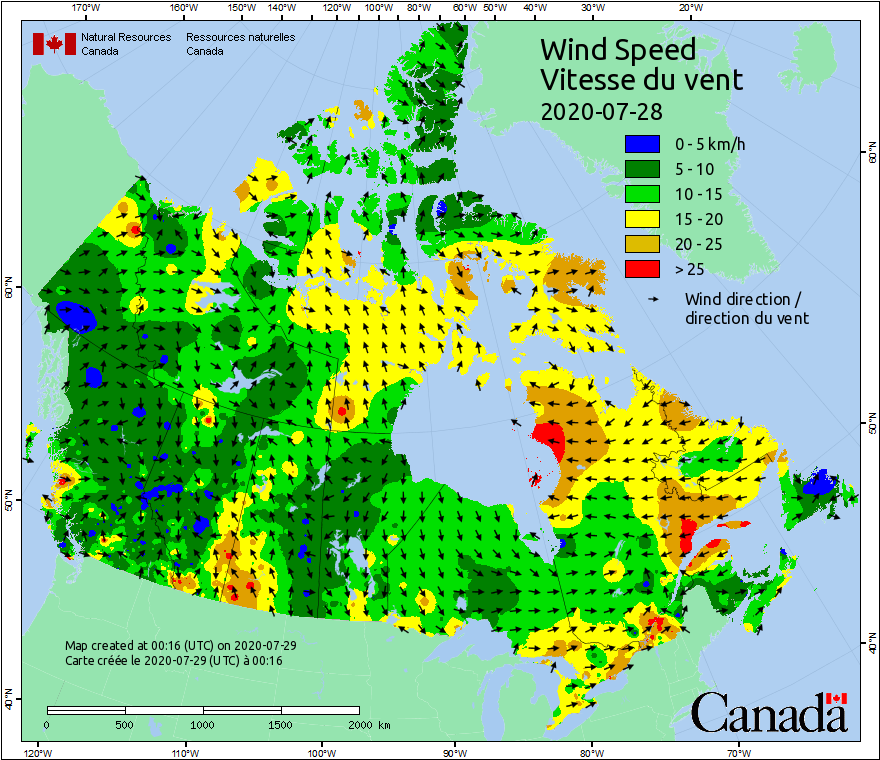 170°W 160°W 150°W 140°W 130°W 120°W 110°W 100°W 90°W 80°W 70°W 60°W 50°W 40°W 30°W 20°W
Natural Resources Canada
Ressources naturelles Canada
Wind Speed
Vitesse du vent
2020-07-28
0 - 5 km/h
5 - 10
10 - 15
15 - 20
20 - 25
> 25
Wind direction /
direction du vent
60°N
60°N
50°N
50°N
40°N
40°N
Map created at 00:16 (UTC) on 2020-07-29
Carte créée le 2020-07-29 (UTC) à 00:16
0 500 1000 1500 2000 km
Canada
120°W 110°W 100°W 90°W 80°W 70°W